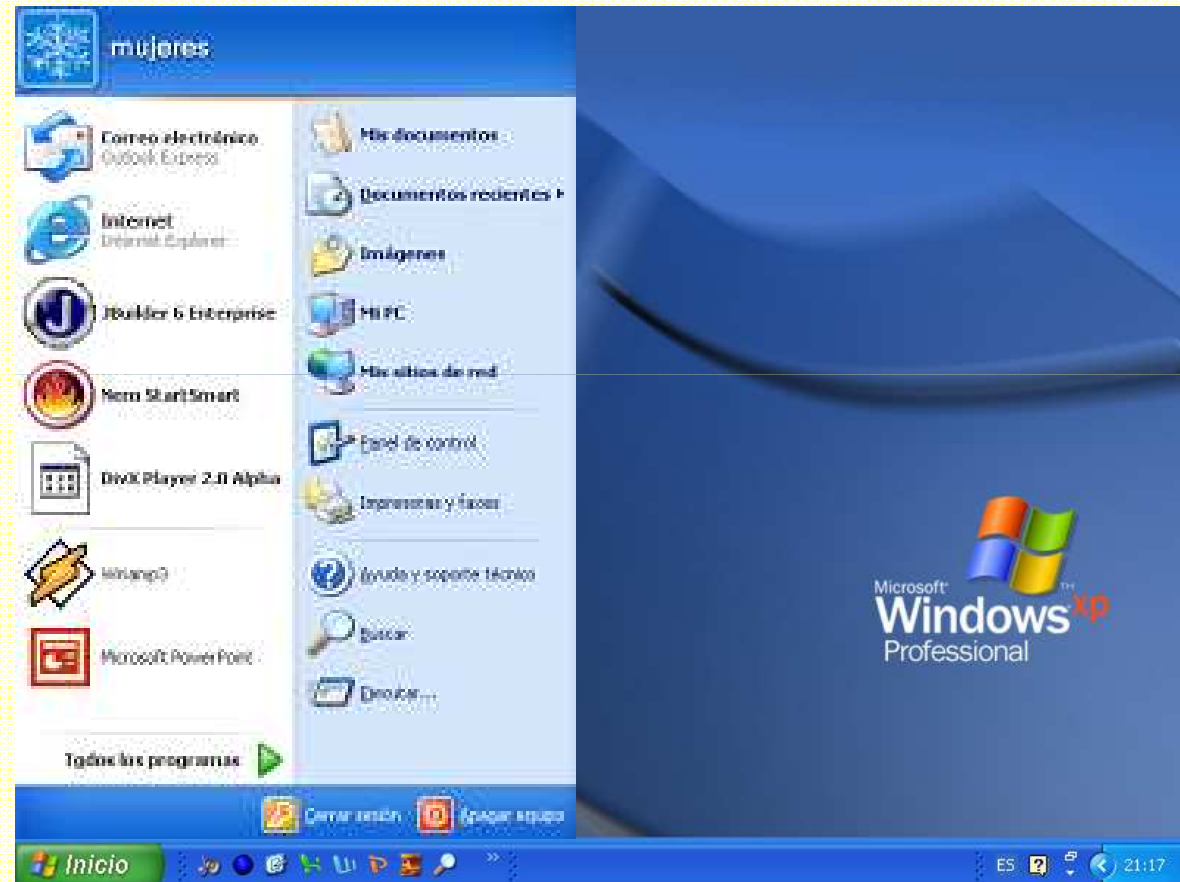 mujeres
Correo electrónico
Outlook Express
Internet
Internet Explorer
JBuilder 6 Enterprise
Nero StartSmart
DivX Player 2.0 Alpha
Winamp3
Microsoft PowerPoint
Todos los programas
Mis documentos
Documentos recientes
Imágenes
Mi PC
Mis sitios de red
Panel de control
Impresoras y faxes
Ayuda y soporte técnico
Buscar
Ejecutar...
Cerrar sesión
Apagar equipo
Microsoft
Windows xp
TM
Professional
Inicio
ES
21:17